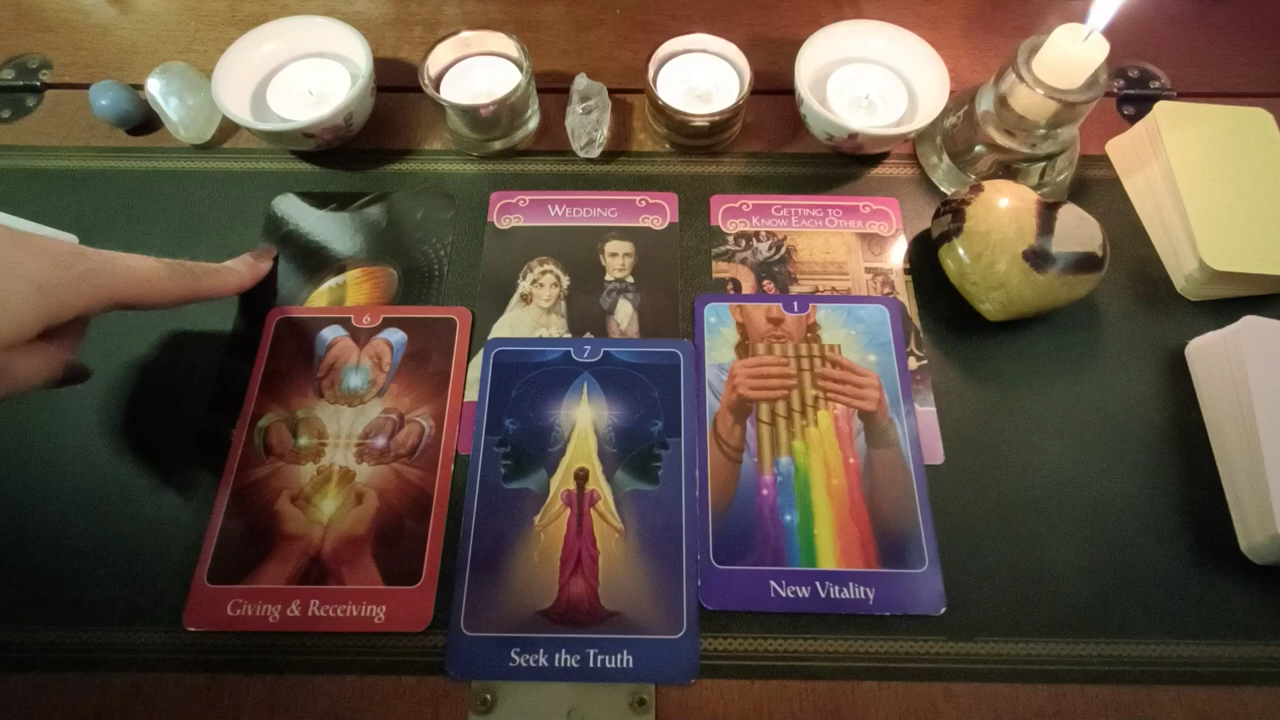 WEDDING
GETTING TO
KNOW EACH OTHER
6
Giving & Receiving
7
Seek the Truth
1
New Vitality